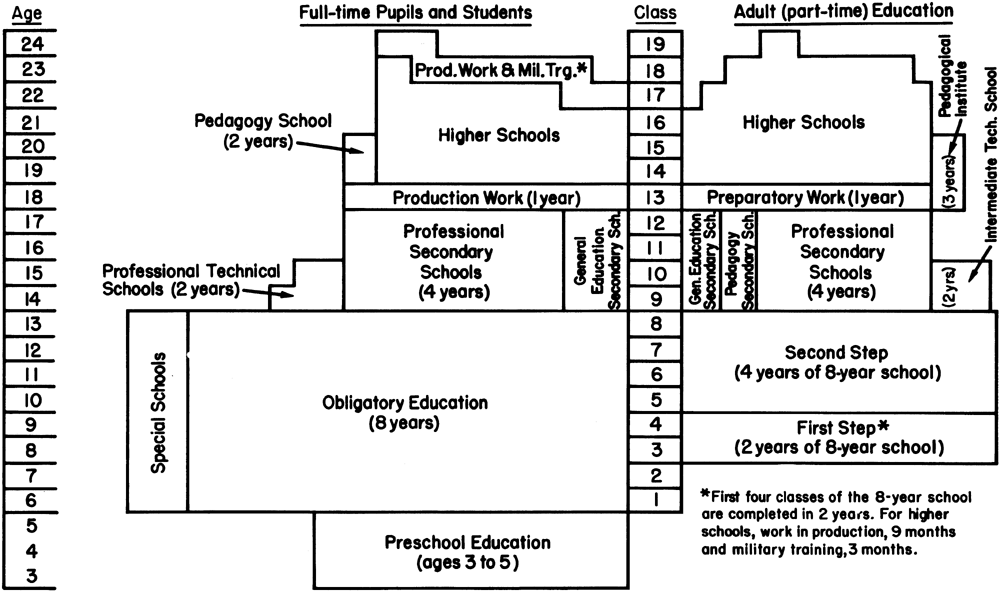 Age
Full-time Pupils and Students
Class
Adult (part-time) Education
24
23
22
21
20
19
18
17
16
15
14
13
12
11
10
9
8
7
6
5
4
3
19
18
17
16
15
14
13
12
11
10
9
8
7
6
5
4
3
2
1
Prod. Work & Mil. Trg.*
Pedagogy School
(2 years)
Higher Schools
Production Work (1 year)
Professional Technical
Schools (2 years)
Professional
Secondary
Schools
(4 years)
General
Education
Secondary Sch.
Special Schools
Obligatory Education
(8 years)
Preschool Education
(ages 3 to 5)
Higher Schools
Pedagogical
Institute
(3 years)
Intermediate Tech. School
(2 yrs)
Preparatory Work (1 year)
Gen. Education
Secondary Sch.
Pedagogy
Secondary Sch.
Professional
Secondary
Schools
(4 years)
Second Step
(4 years of 8-year school)
First Step*
(2 years of 8-year school)
*First four classes of the 8-year school
are completed in 2 years. For higher
schools, work in production, 9 months
and military training, 3 months.